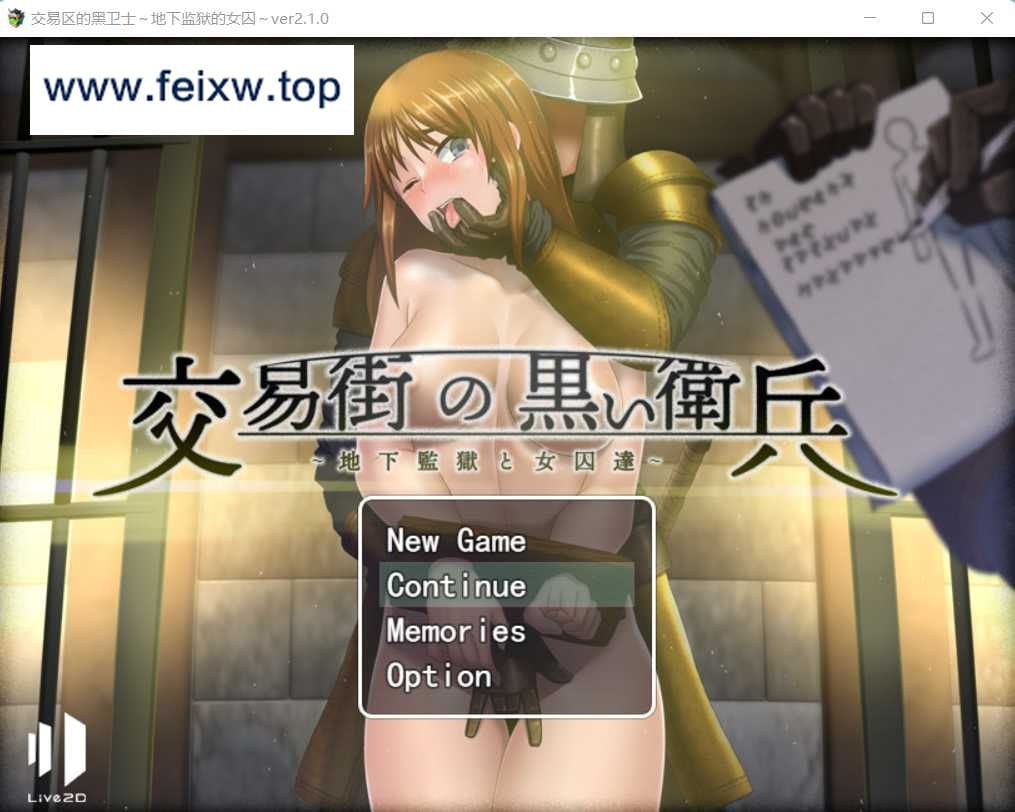 交易区的黑卫士～地下监狱的女囚～ver2.1.0
www.feixw.top
交易街の黒い衛兵
~地下監獄と女囚達~
New Game
Continue
Memories
Option
Live2D